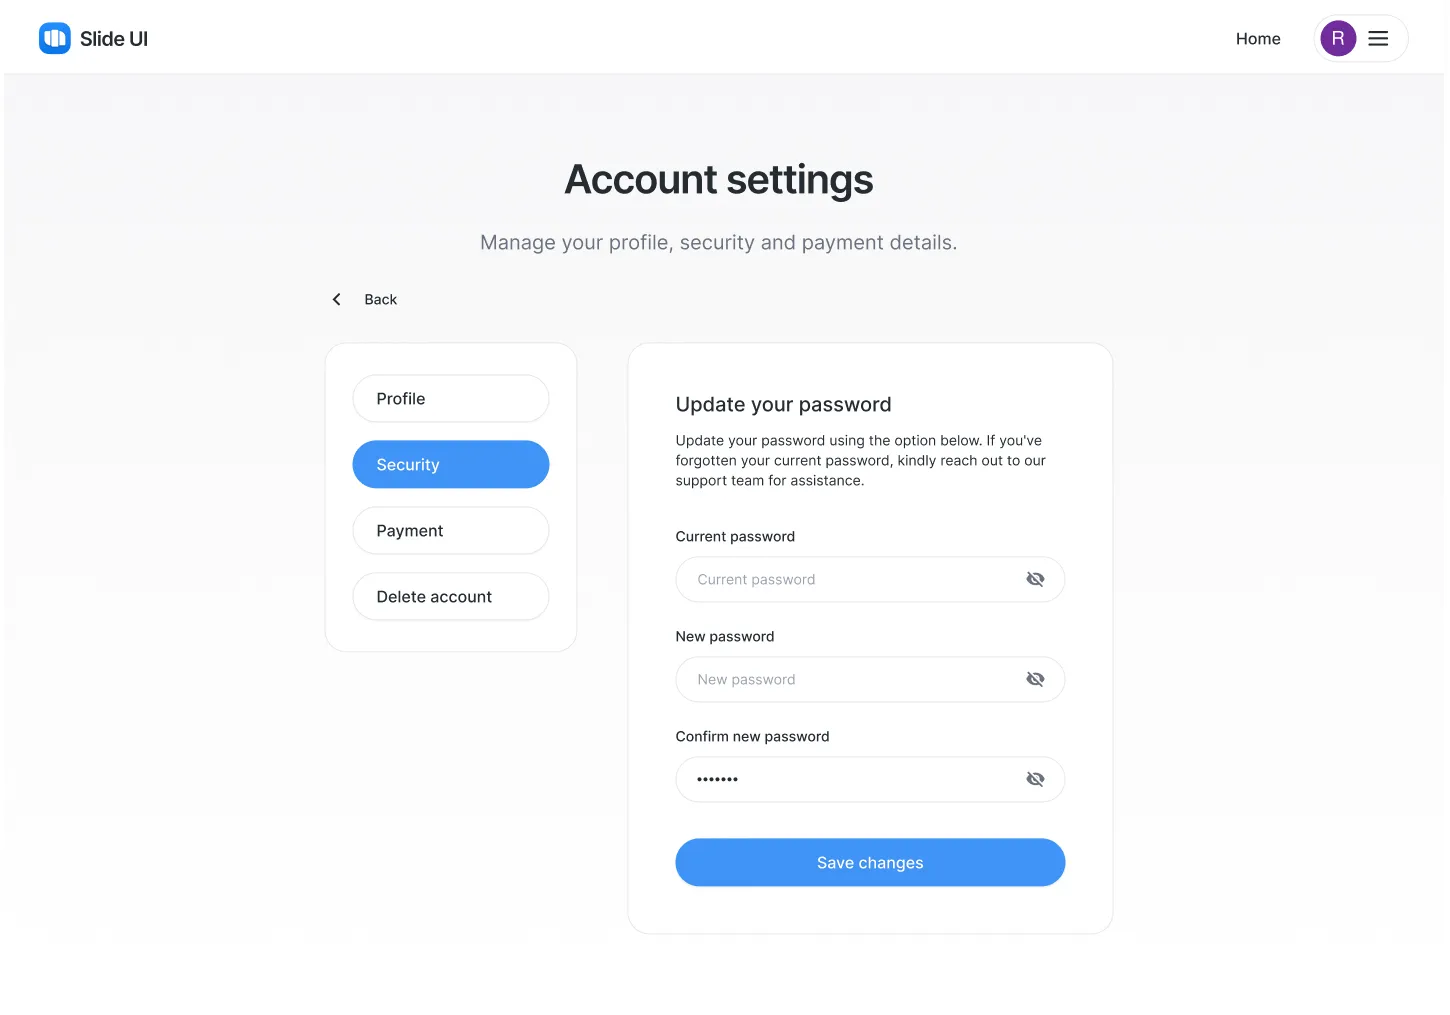 Slide UI
Home
R
Account settings
Manage your profile, security and payment details.
Back
Profile
Security
Payment
Delete account
Update your password
Update your password using the option below. If you've
forgotten your current password, kindly reach out to our
support team for assistance.
Current password
Current password
New password
New password
Confirm new password
•••••••
Save changes